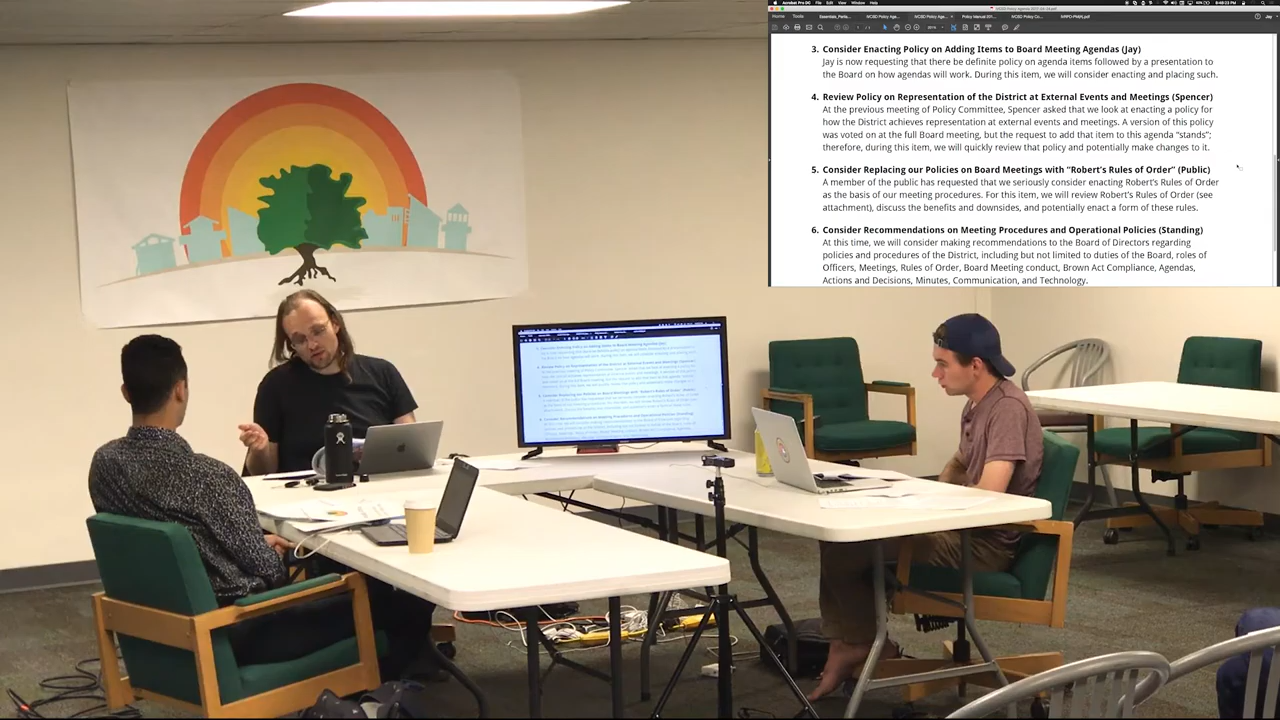 Acrobat Pro DC File Edit View Window Help
Home Tools
3. Consider Enacting Policy on Adding Items to Board Meeting Agendas (Jay)
Jay is now requesting that there be definite policy on agenda items followed by a presentation to
the Board on how agendas will work. During this item, we will consider enacting and placing such.
4. Review Policy on Representation of the District at External Events and Meetings (Spencer)
At the previous meeting of Policy Committee, Spencer asked that we look at enacting a policy for
how the District achieves representation at external events and meetings. A version of this policy
was voted on at the full Board meeting, but the request to add that item to this agenda “stands”;
therefore, during this item, we will quickly review that policy and potentially make changes to it.
5. Consider Replacing our Policies on Board Meetings with “Robert’s Rules of Order” (Public)
A member of the public has requested that we seriously consider enacting Robert’s Rules of Order
as the basis of our meeting procedures. For this item, we will review Robert’s Rules of Order (see
attachment), discuss the benefits and downsides, and potentially enact a form of these rules.
6. Consider Recommendations on Meeting Procedures and Operational Policies (Standing)
At this time, we will consider making recommendations to the Board of Directors regarding
policies and procedures of the District, including but not limited to duties of the Board, roles of
Officers, Meetings, Rules of Order, Board Meeting conduct, Brown Act Compliance, Agendas,
Actions and Decisions, Minutes, Communication, and Technology.